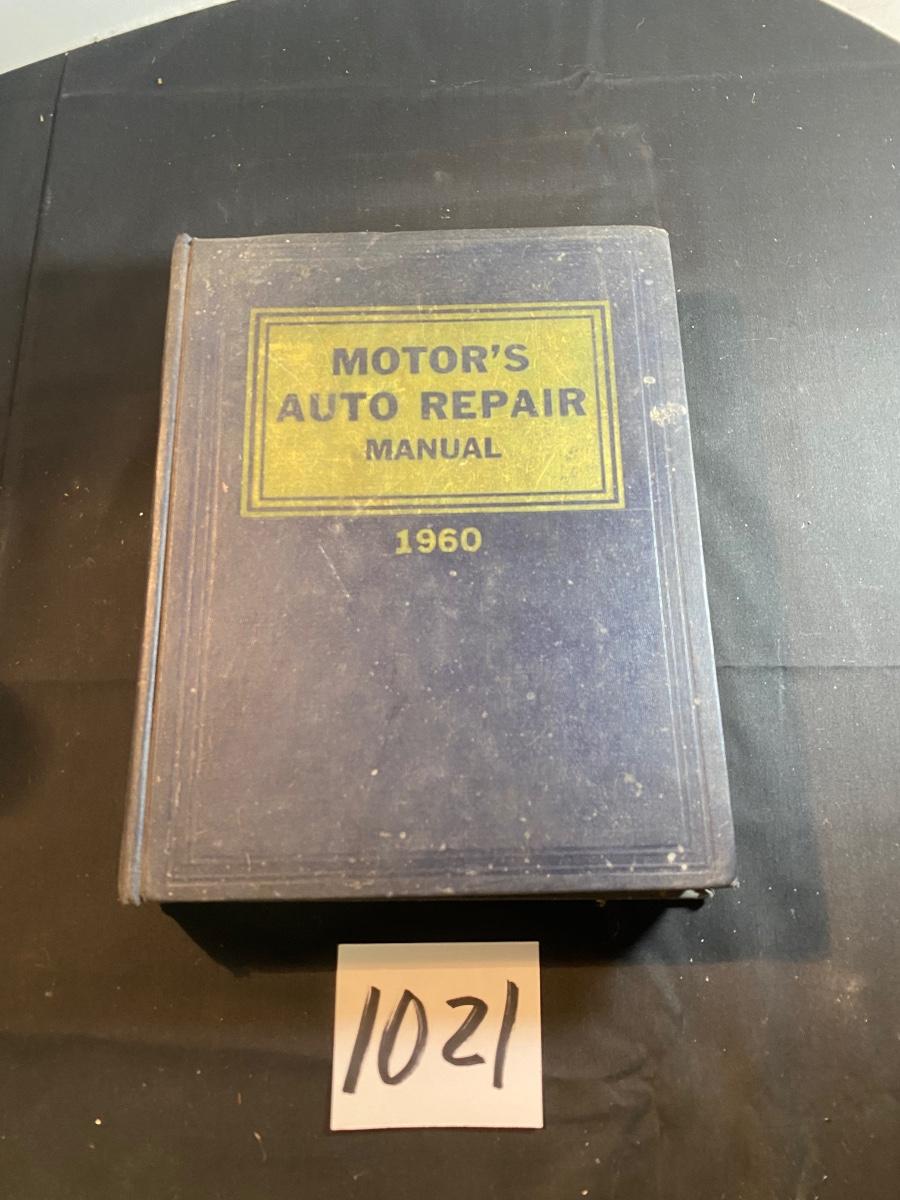 MOTOR'S
AUTO REPAIR
MANUAL
1960
1021